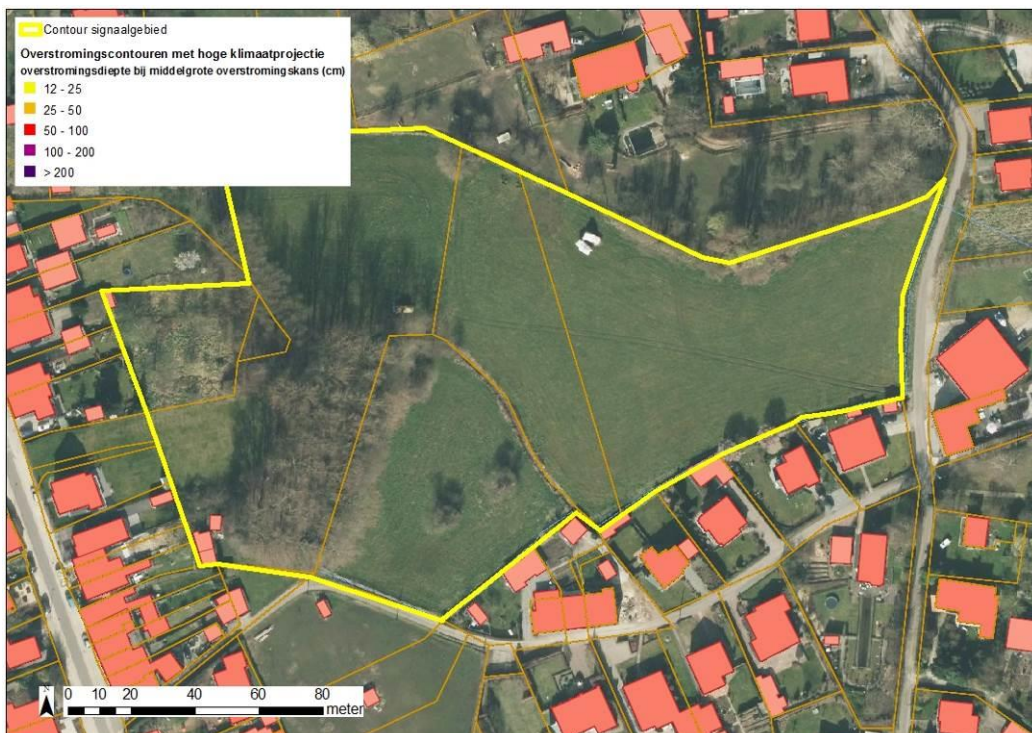 Contour signaalgebied
Overstromingscontouren met hoge klimaatprojectie
overstromingsdiepte bij middelgrote overstromingskans (cm)
12 - 25
25 - 50
50 - 100
100 - 200
> 200
N
0 10 20 40 60 80
meter